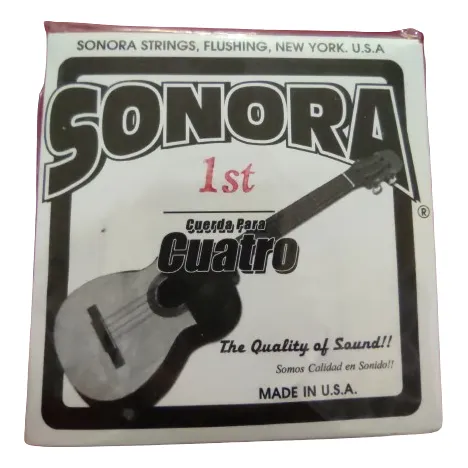 SONORA STRINGS, FLUSHING, NEW YORK. U.S.A
SONORA
®
1st
Cuerda Para
Cuatro
The Quality of Sound!!
Somos Calidad en Sonido!!
MADE IN U.S.A.